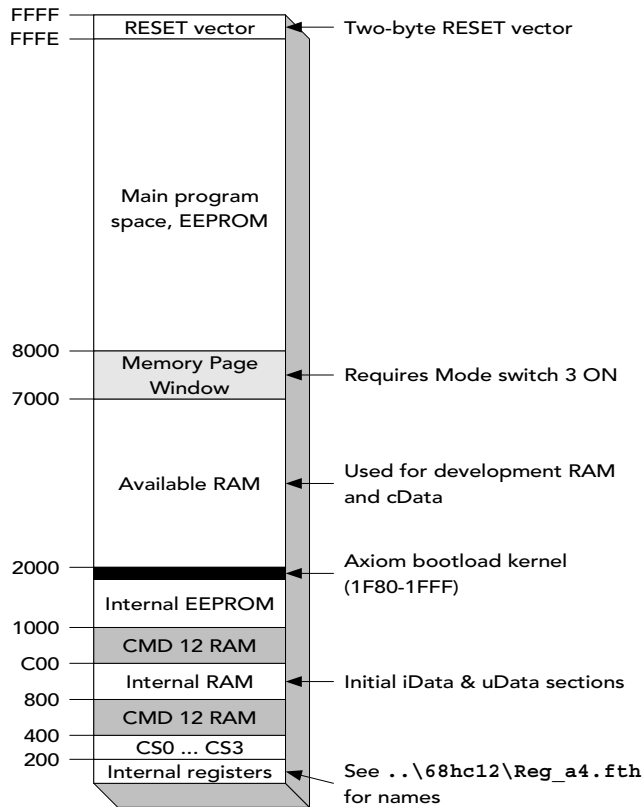 FFFF
RESET vector
Two-byte RESET vector
FFFE
Main program
space, EEPROM
8000
Memory Page
Window
Requires Mode switch 3 ON
7000
Available RAM
Used for development RAM
and cData
2000
Axiom bootload kernel
(1F80-1FFF)
Internal EEPROM
1000
CMD 12 RAM
C00
Internal RAM
Initial iData & uData sections
800
CMD 12 RAM
400
CS0 ... CS3
200
Internal registers
See ..\68hc12\Reg_a4.fth
for names